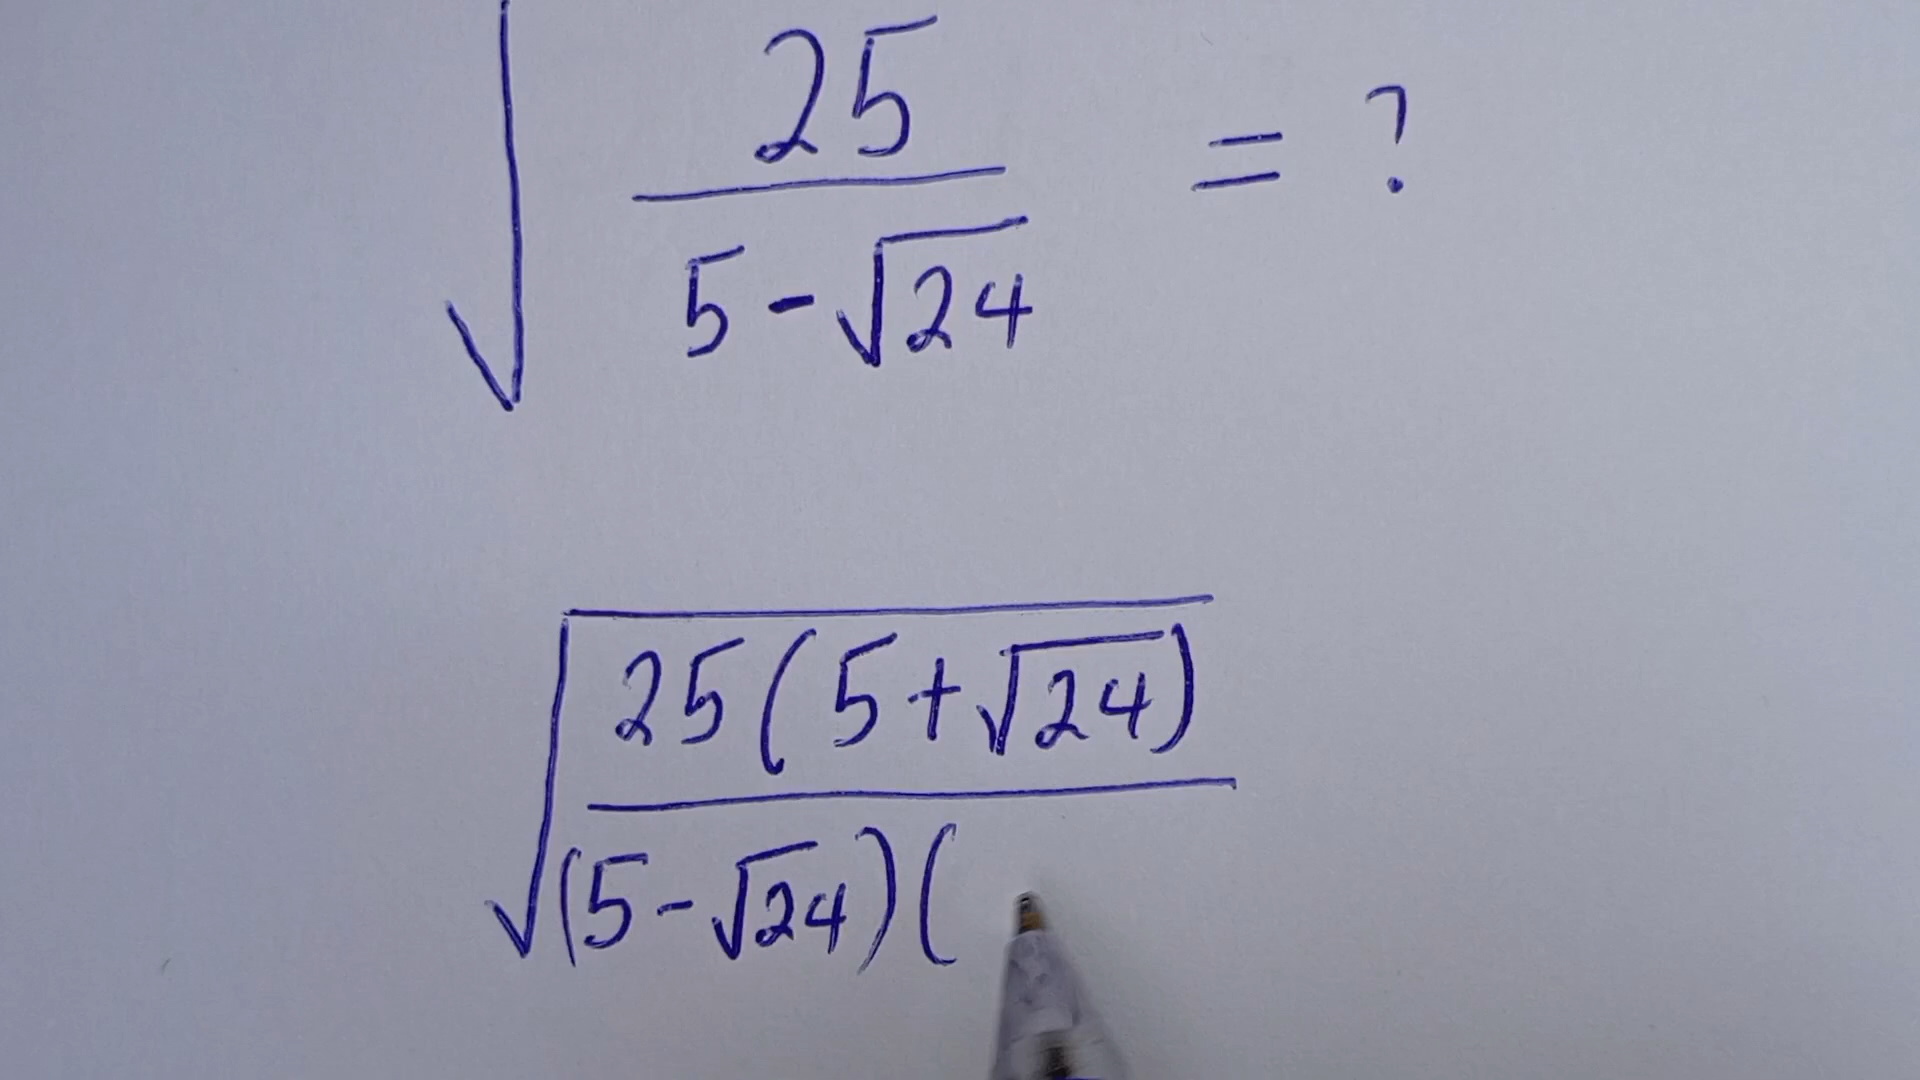 √ 25 / 5 - √24 = ?
√ 25 ( 5 + √24 ) / (5 - √24) (